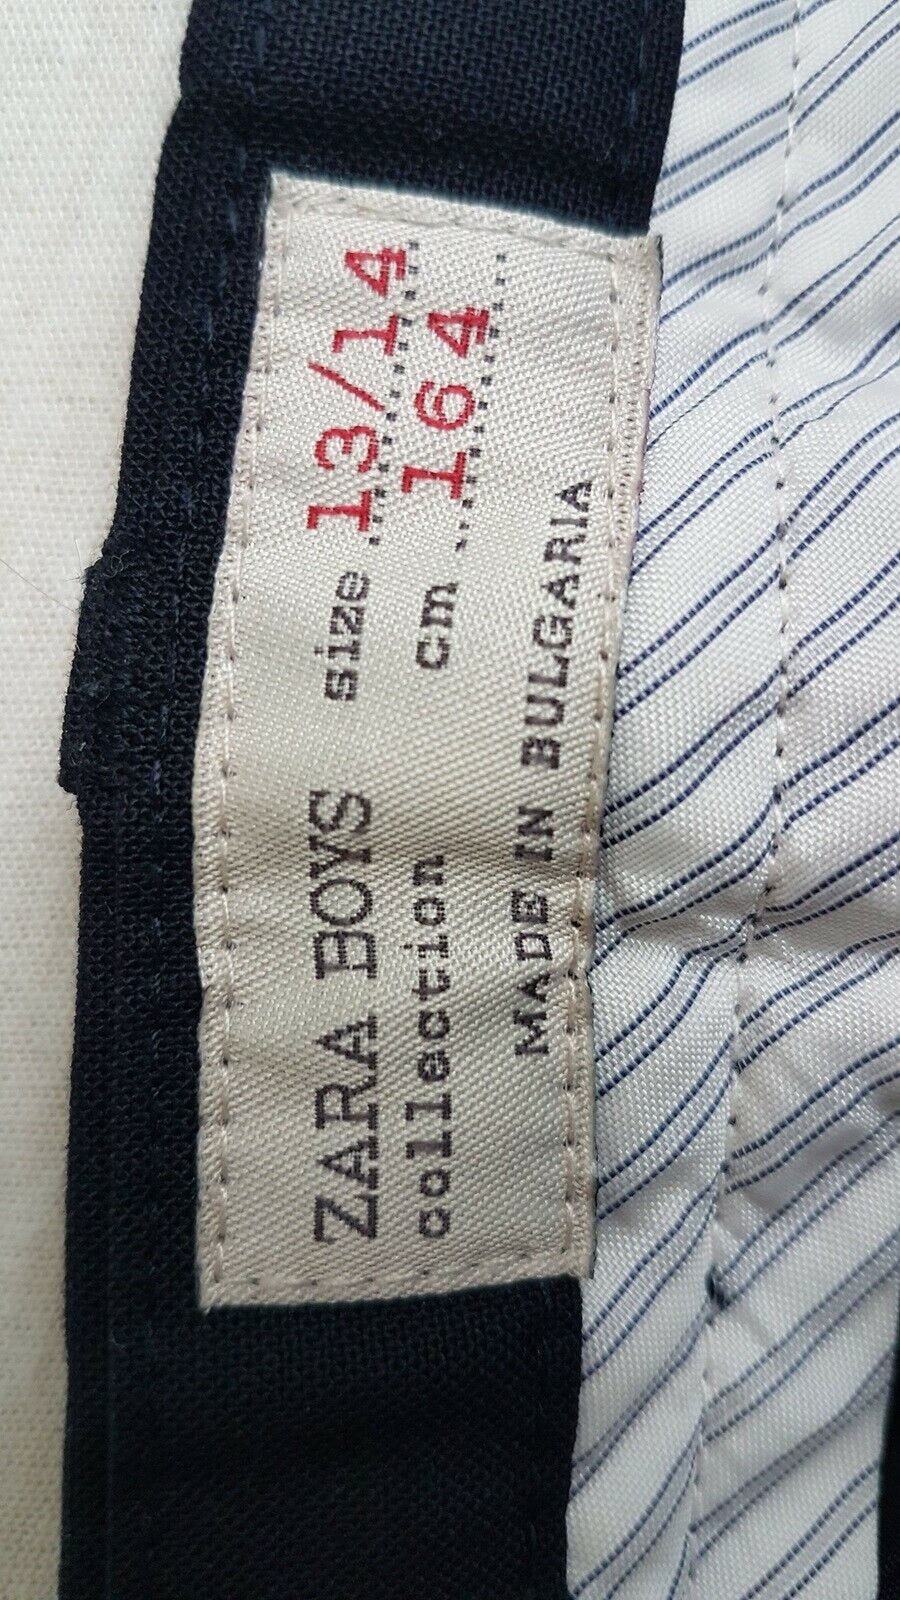 ZARA BOYS size 13/14
collection cm 164
MADE IN BULGARIA